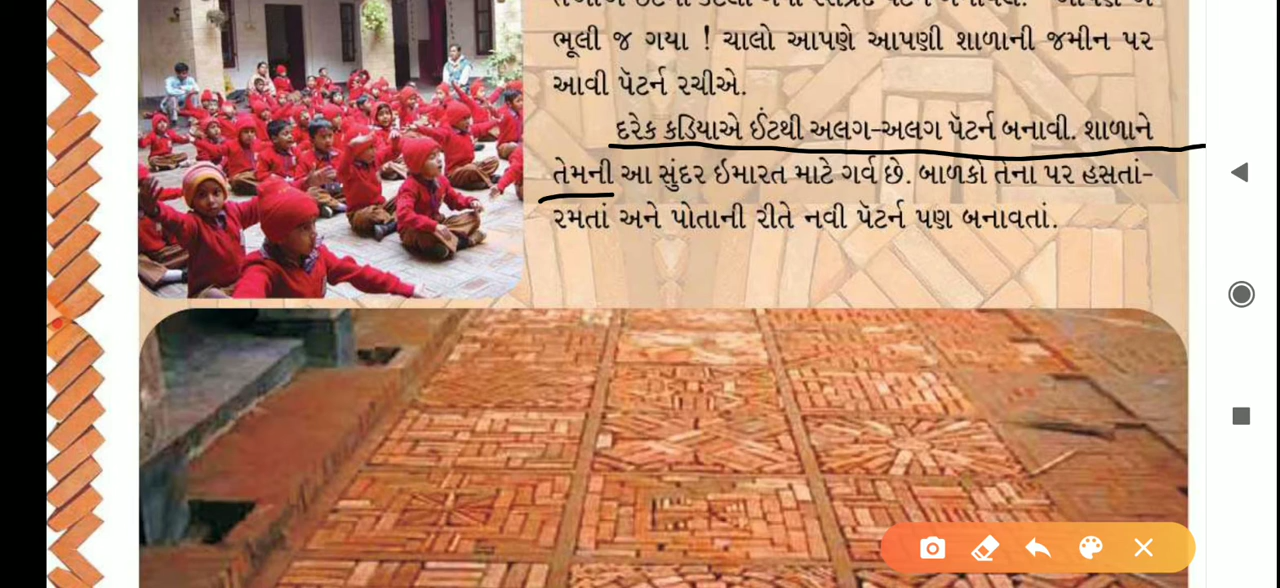 ભૂલી જ ગયા ! ચાલો આપણે આપણી શાળાની જમીન પર
આવી પૅટર્ન રચીએ.
દરેક કડિયાએ ઈંટથી અલગ-અલગ પૅટર્ન બનાવી. શાળાને
તેમની આ સુંદર ઇમારત માટે ગર્વ છે. બાળકો તેના પર હસતાં-
રમતાં અને પોતાની રીતે નવી પૅટર્ન પણ બનાવતાં.